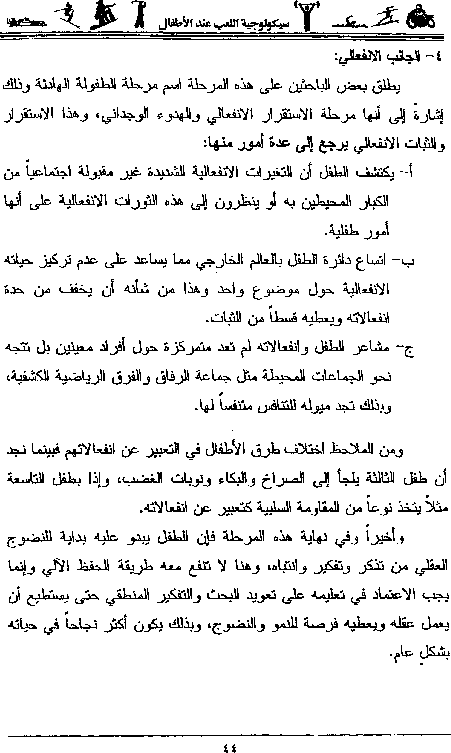 سيكولوجية اللعب عند الأطفال
٤- الجانب الانفعالي:
يطلق بعض الباحثين على هذه المرحلة اسم مرحلة الطفولة الهادئة وذلك
إشارة إلى أنها مرحلة الاستقرار الانفعالي والهدوء الوجداني، وهذا الاستقرار
والثبات الانفعالي يرجع إلى عدة أمور منها:
أ- يكتشف الطفل أن التغيرات الانفعالية الشديدة غير مقبولة اجتماعياً من
الكبار المحيطين به أو ينظرون إلى هذه الثورات الانفعالية على أنها
أمور طفلية.
ب- اتساع دائرة الطفل بالعالم الخارجي مما يساعد على عدم تركيز حياته
الانفعالية حول موضوع واحد وهذا من شأنه أن يخفف من حدة
انفعالاته ويعطيه قسطاً من الثبات.
ج- مشاعر الطفل وانفعالاته لم تعد متمركزة حول أفراد معينين بل تتجه
نحو الجماعات المحيطة مثل جماعة الرفاق والفرق الرياضية الكشفية،
وبذلك تجد ميوله للتنافس متنفساً لها.
ومن الملاحظ اختلاف طرق الأطفال في التعبير عن انفعالاتهم فبينما نجد
أن طفل الثالثة يلجأ إلى الصراخ والبكاء ونوبات الغضب، وإذا بطفل التاسعة
مثلاً يتخذ نوعاً من المقاومة السلبية كتعبير عن انفعالاته.
وأخيراً وفي نهاية هذه المرحلة فإن الطفل يبدو عليه بداية للنضوج
العقلي من تذكر وتفكير وانتباه، وهنا لا تنفع معه طريقة الحفظ الآلي وإنما
يجب الاعتماد في تعليمه على تعويد البحث والتفكير المنطقي حتى يستطيع أن
يعمل عقله ويعطيه فرصة للنمو والنضوج، وبذلك يكون أكثر نجاحاً في حياته
بشكل عام.
٤٤